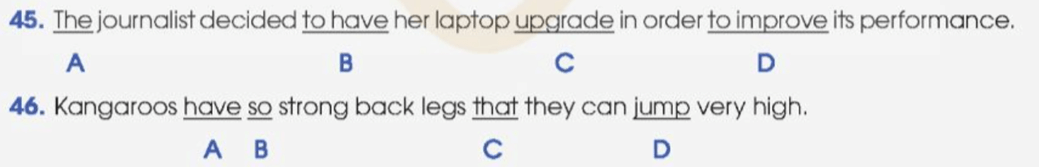 45. The journalist decided to have her laptop upgrade in order to improve its performance.
A B C D
46. Kangaroos have so strong back legs that they can jump very high.
A B C D